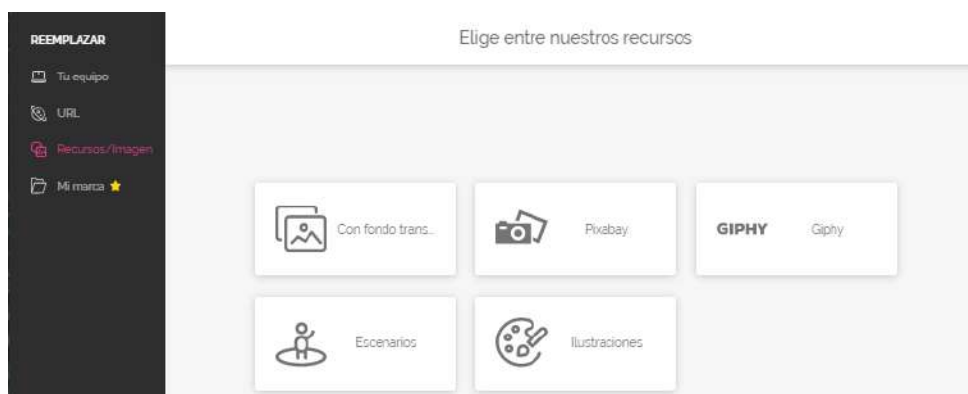 REEMPLAZAR
Tu equipo
URL
Recursos/Imagen
Mi marca
Elige entre nuestros recursos
Con fondo trans...
Pixabay
GIPHY
Giphy
Escenarios
Ilustraciones